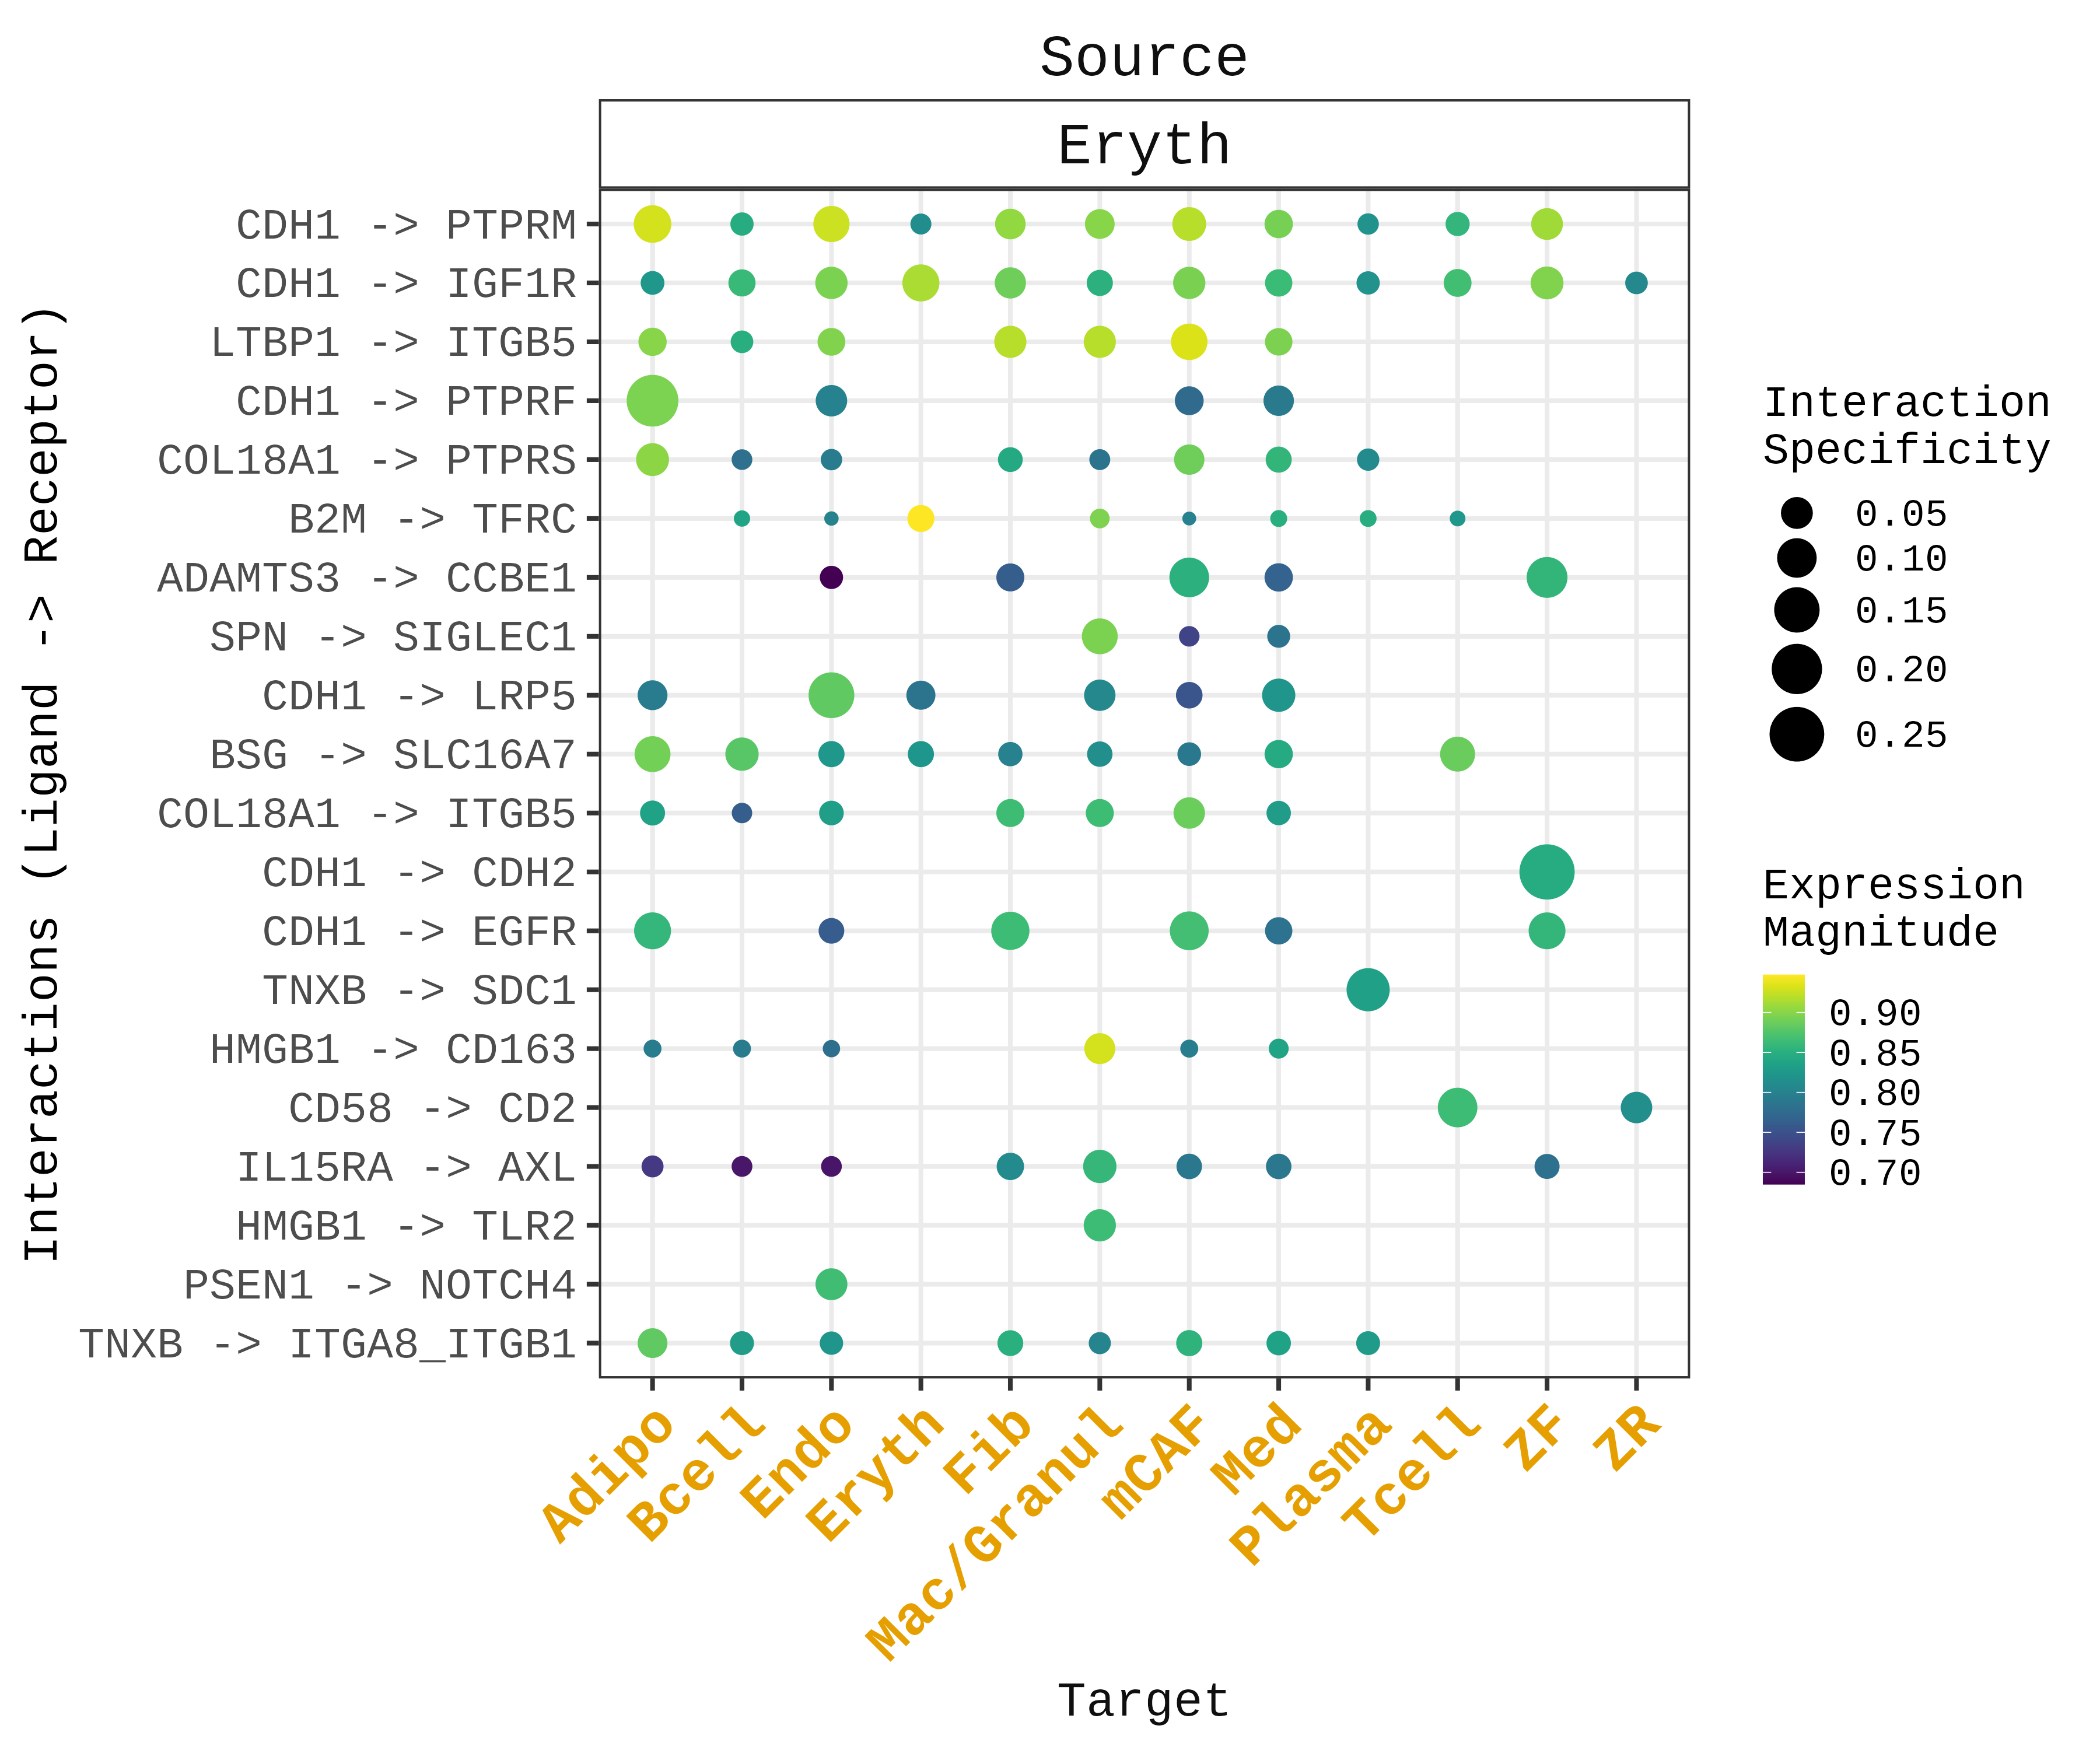 Source
Eryth
Interactions (Ligand -> Receptor)
CDH1 -> PTPRM
CDH1 -> IGF1R
LTBP1 -> ITGB5
CDH1 -> PTPRF
COL18A1 -> PTPRS
B2M -> TFRC
ADAMTS3 -> CCBE1
SPN -> SIGLEC1
CDH1 -> LRP5
BSG -> SLC16A7
COL18A1 -> ITGB5
CDH1 -> CDH2
CDH1 -> EGFR
TNXB -> SDC1
HMGB1 -> CD163
CD58 -> CD2
IL15RA -> AXL
HMGB1 -> TLR2
PSEN1 -> NOTCH4
TNXB -> ITGA8_ITGB1
Adipo
Bcell
Endo
Eryth
Fib
Mac/Granul
mCAF
Med
Plasma
Tcell
ZF
ZR
Target
Interaction
Specificity
0.05
0.10
0.15
0.20
0.25
Expression
Magnitude
0.90
0.85
0.80
0.75
0.70